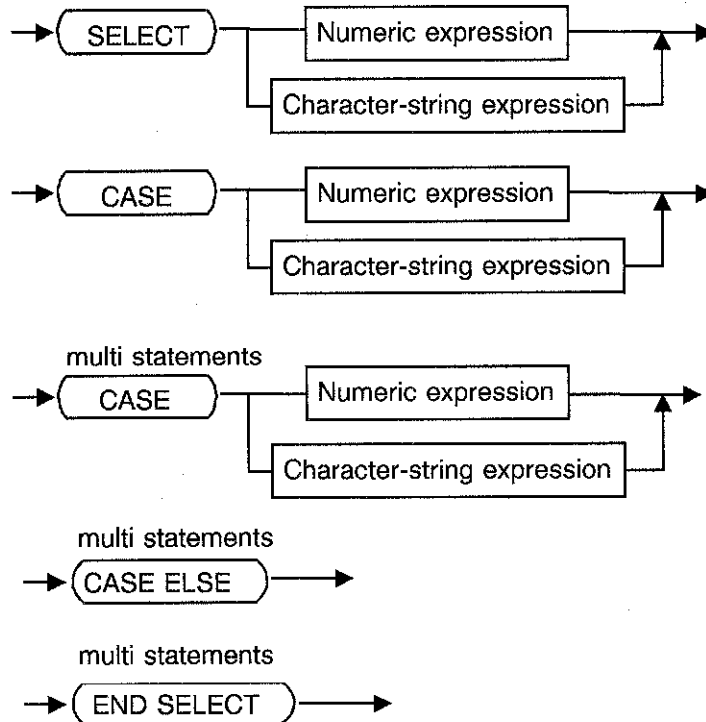 SELECT
Numeric expression
Character-string expression
CASE
Numeric expression
Character-string expression
multi statements
CASE
Numeric expression
Character-string expression
multi statements
CASE ELSE
multi statements
END SELECT